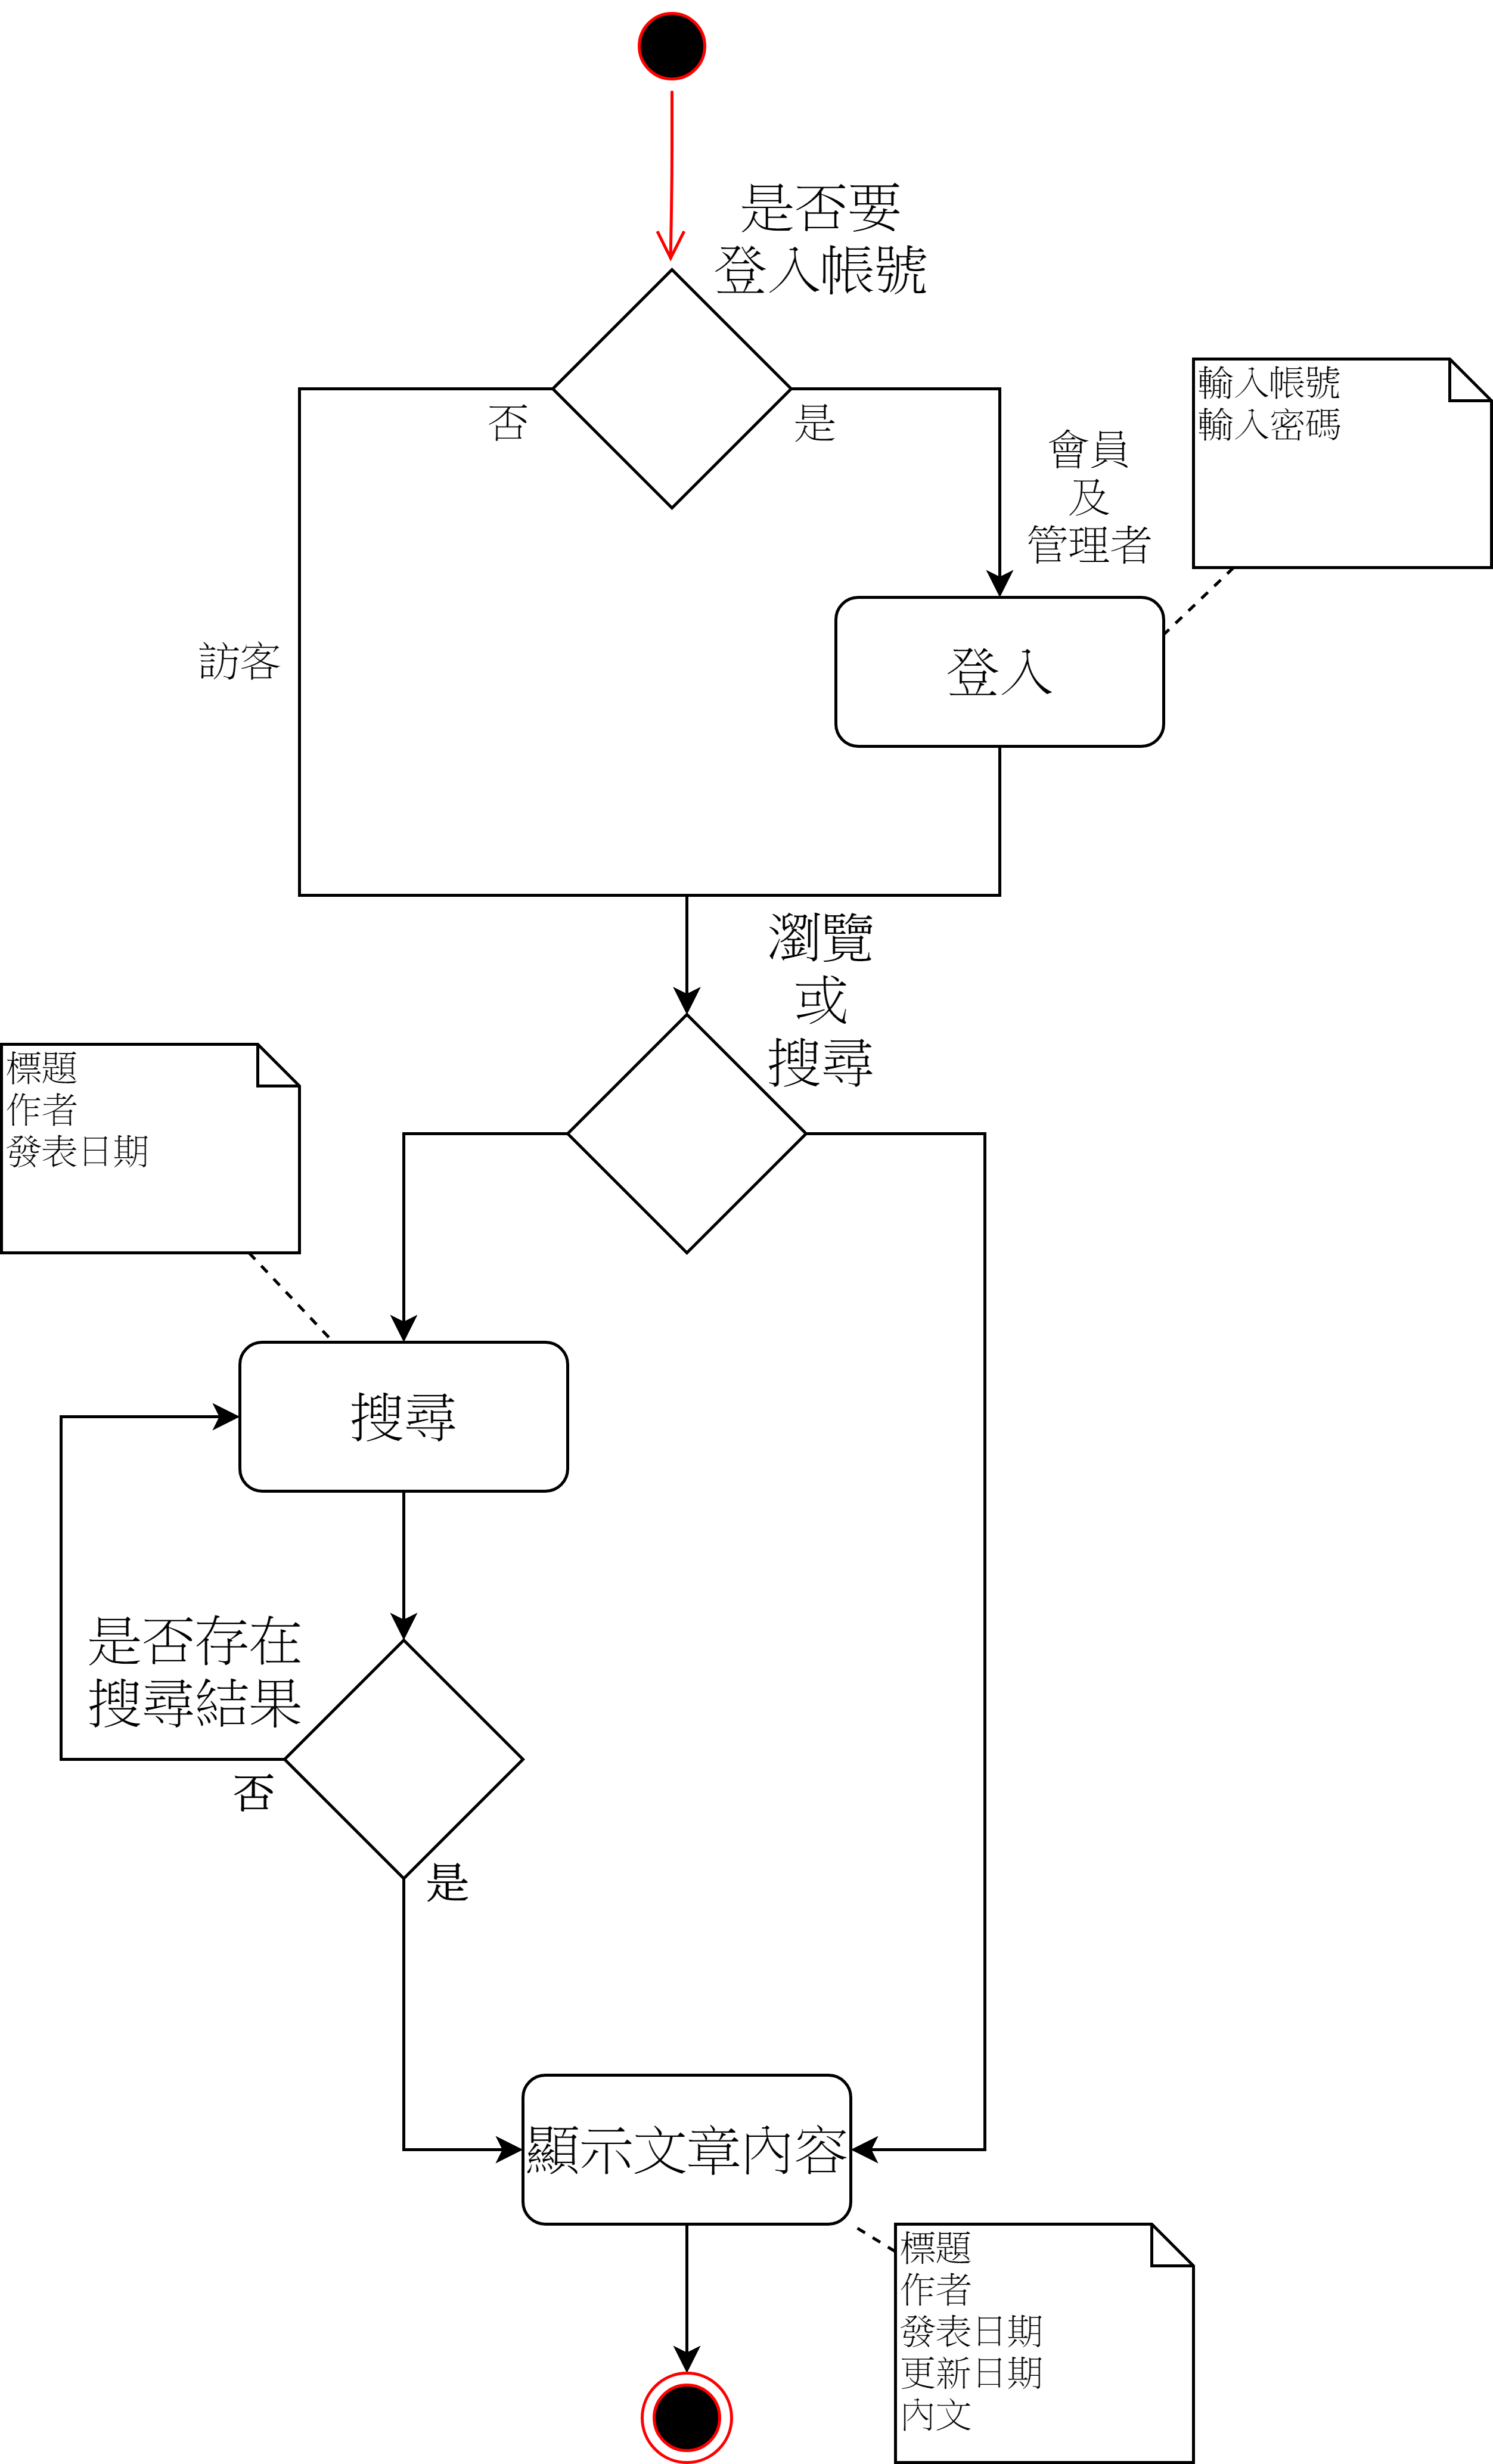 是否要
登入帳號
否
是
輸入帳號
輸入密碼
會員
及
管理者
訪客
登入
瀏覽
或
搜尋
標題
作者
發表日期
搜尋
是否存在
搜尋結果
否
是
顯示文章內容
標題
作者
發表日期
更新日期
內文